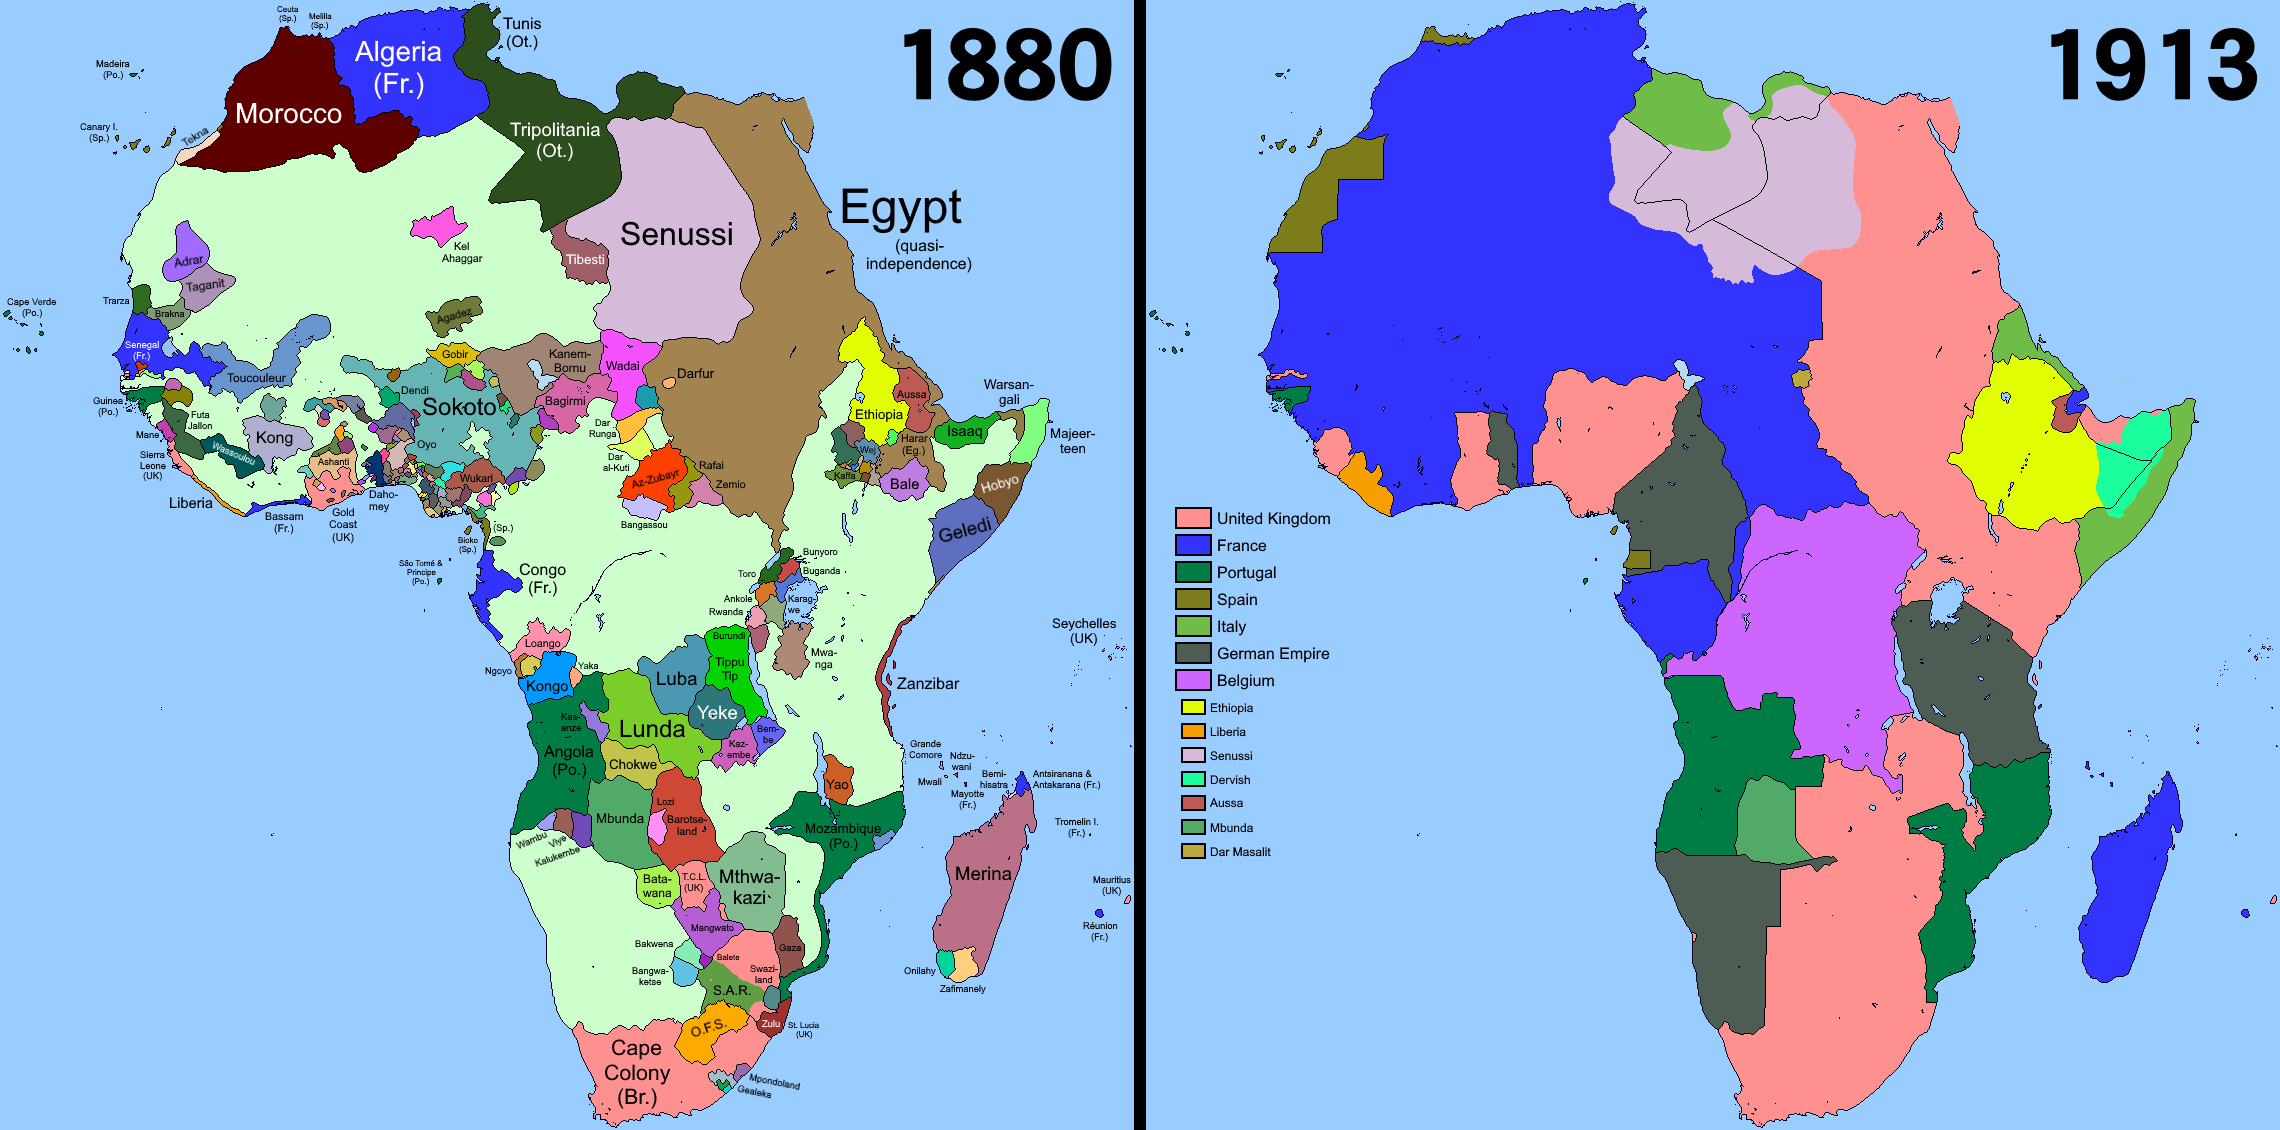 1880
Ceuta
(Sp.)
Melilla
(Sp.)
Tunis
(Ot.)
Algeria
(Fr.)
Madeira
(Po.)
Morocco
Canary I.
(Sp.)
Tekna
Tripolitania
(Ot.)
Egypt
(quasi-
independence)
Senussi
Kel
Ahaggar
Tibesti
Adrar
Taganit
Trarza
Brakna
Cape Verde
(Po.)
Agadez
Senegal
(Fr.)
Gobir
Kanem-
Bornu
Wadai
Darfur
Toucouleur
Dendi
Sokoto
Bagirmi
Warsan-
gali
Aussa
Ethiopia
Guinea
(Po.)
Futa
Jallon
Mane
Kong
Wassoulou
Oyo
Dar
Runga
Isaaq
Majeer-
teen
Harar
(Eg.)
Wej
Sierra
Leone
(UK)
Ashanti
Dar
al-Kuti
Rafai
Az-Zubayr
Zemio
Kaffa
Bale
Hobyo
Wukari
Liberia
Bassam
(Fr.)
Gold
Coast
(UK)
Daho-
mey
Bangassou
Geledi
(Sp.)
Bioko
(Sp.)
São Tomé &
Principe
(Po.)
Congo
(Fr.)
Bunyoro
Toro
Buganda
Ankole
Karag-
we
Rwanda
Seychelles
(UK)
Loango
Burundi
Mwa-
nga
Ngoyo
Yaka
Kongo
Luba
Tippu
Tip
Zanzibar
Kas-
anze
Lunda
Yeke
Bem-
be
Kaz-
embe
Angola
(Po.)
Chokwe
Grande
Comore
Ndzu-
wani
Mwali
Bemi-
hisatra
Mayotte
(Fr.)
Antsiranana &
Antakarana (Fr.)
Yao
Lozi
Mbunda
Barotse-
land
Mozambique
(Po.)
Tromelin I.
(Fr.)
Wambu
Viye
Kalukembe
Merina
Bata-
wana
T.C.L.
(UK)
Mthwa-
kazi
Mauritius
(UK)
Mangwato
Réunion
(Fr.)
Bakwena
Balete
Gaza
Bangwa-
ketse
Swazi-
land
Onilahy
Zafimanely
S.A.R.
O.F.S.
Zulu
St. Lucia
(UK)
Cape
Colony
(Br.)
Mpondoland
Gcaleka
1913
United Kingdom
France
Portugal
Spain
Italy
German Empire
Belgium
Ethiopia
Liberia
Senussi
Dervish
Aussa
Mbunda
Dar Masalit